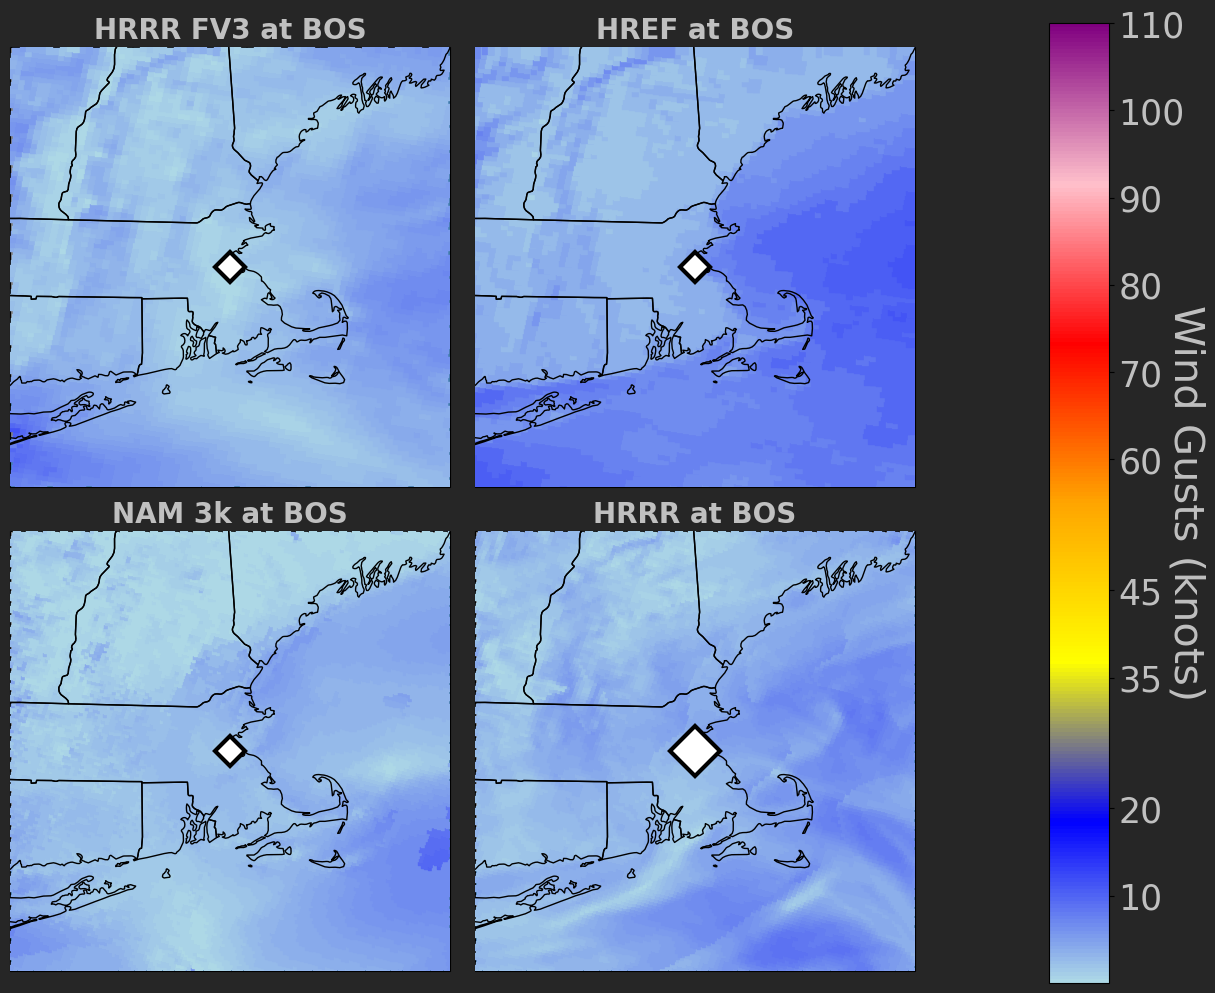 HRRR FV3 at BOS
HREF at BOS
NAM 3k at BOS
HRRR at BOS
110
100
90
80
70
60
45
35
20
10
Wind Gusts (knots)